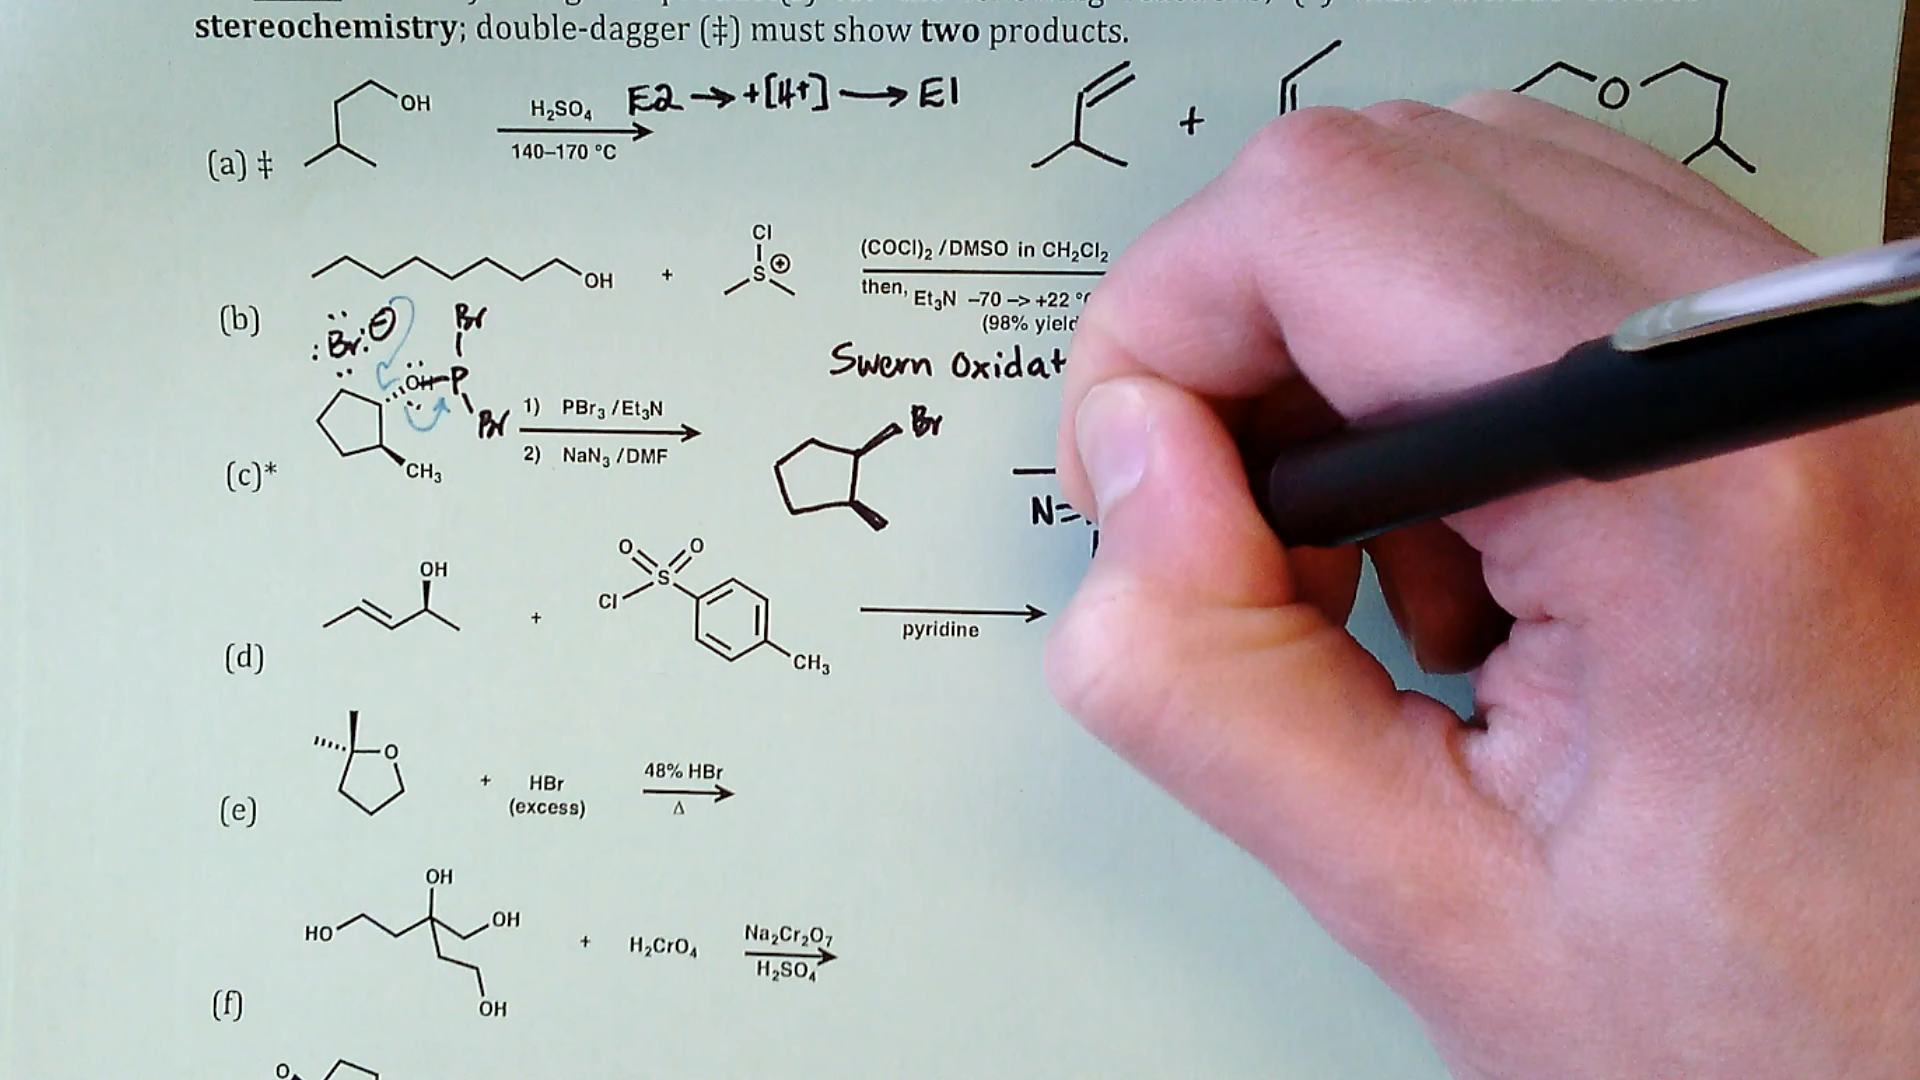 stereochemistry; double-dagger (‡) must show two products.
(a) ‡
OH
H₂SO₄
140–170 °C
E2 → +[H⁺] → E1
+
O
(b)
OH
+
Cl
S⊕
(COCl)₂ /DMSO in CH₂Cl₂
then, Et₃N –70 –> +22
(98%
Swern
(c)*
:Br:⊖
Br
OH–P
Br
CH₃
1) PBr₃ /Et₃N
2) NaN₃ /DMF
Br
N=
(d)
OH
+
O O
S
Cl
CH₃
pyridine
(e)
O
+ HBr
(excess)
48% HBr
Δ
(f)
OH
HO
OH
OH
+ H₂CrO₄
Na₂Cr₂O₇
H₂SO₄
O